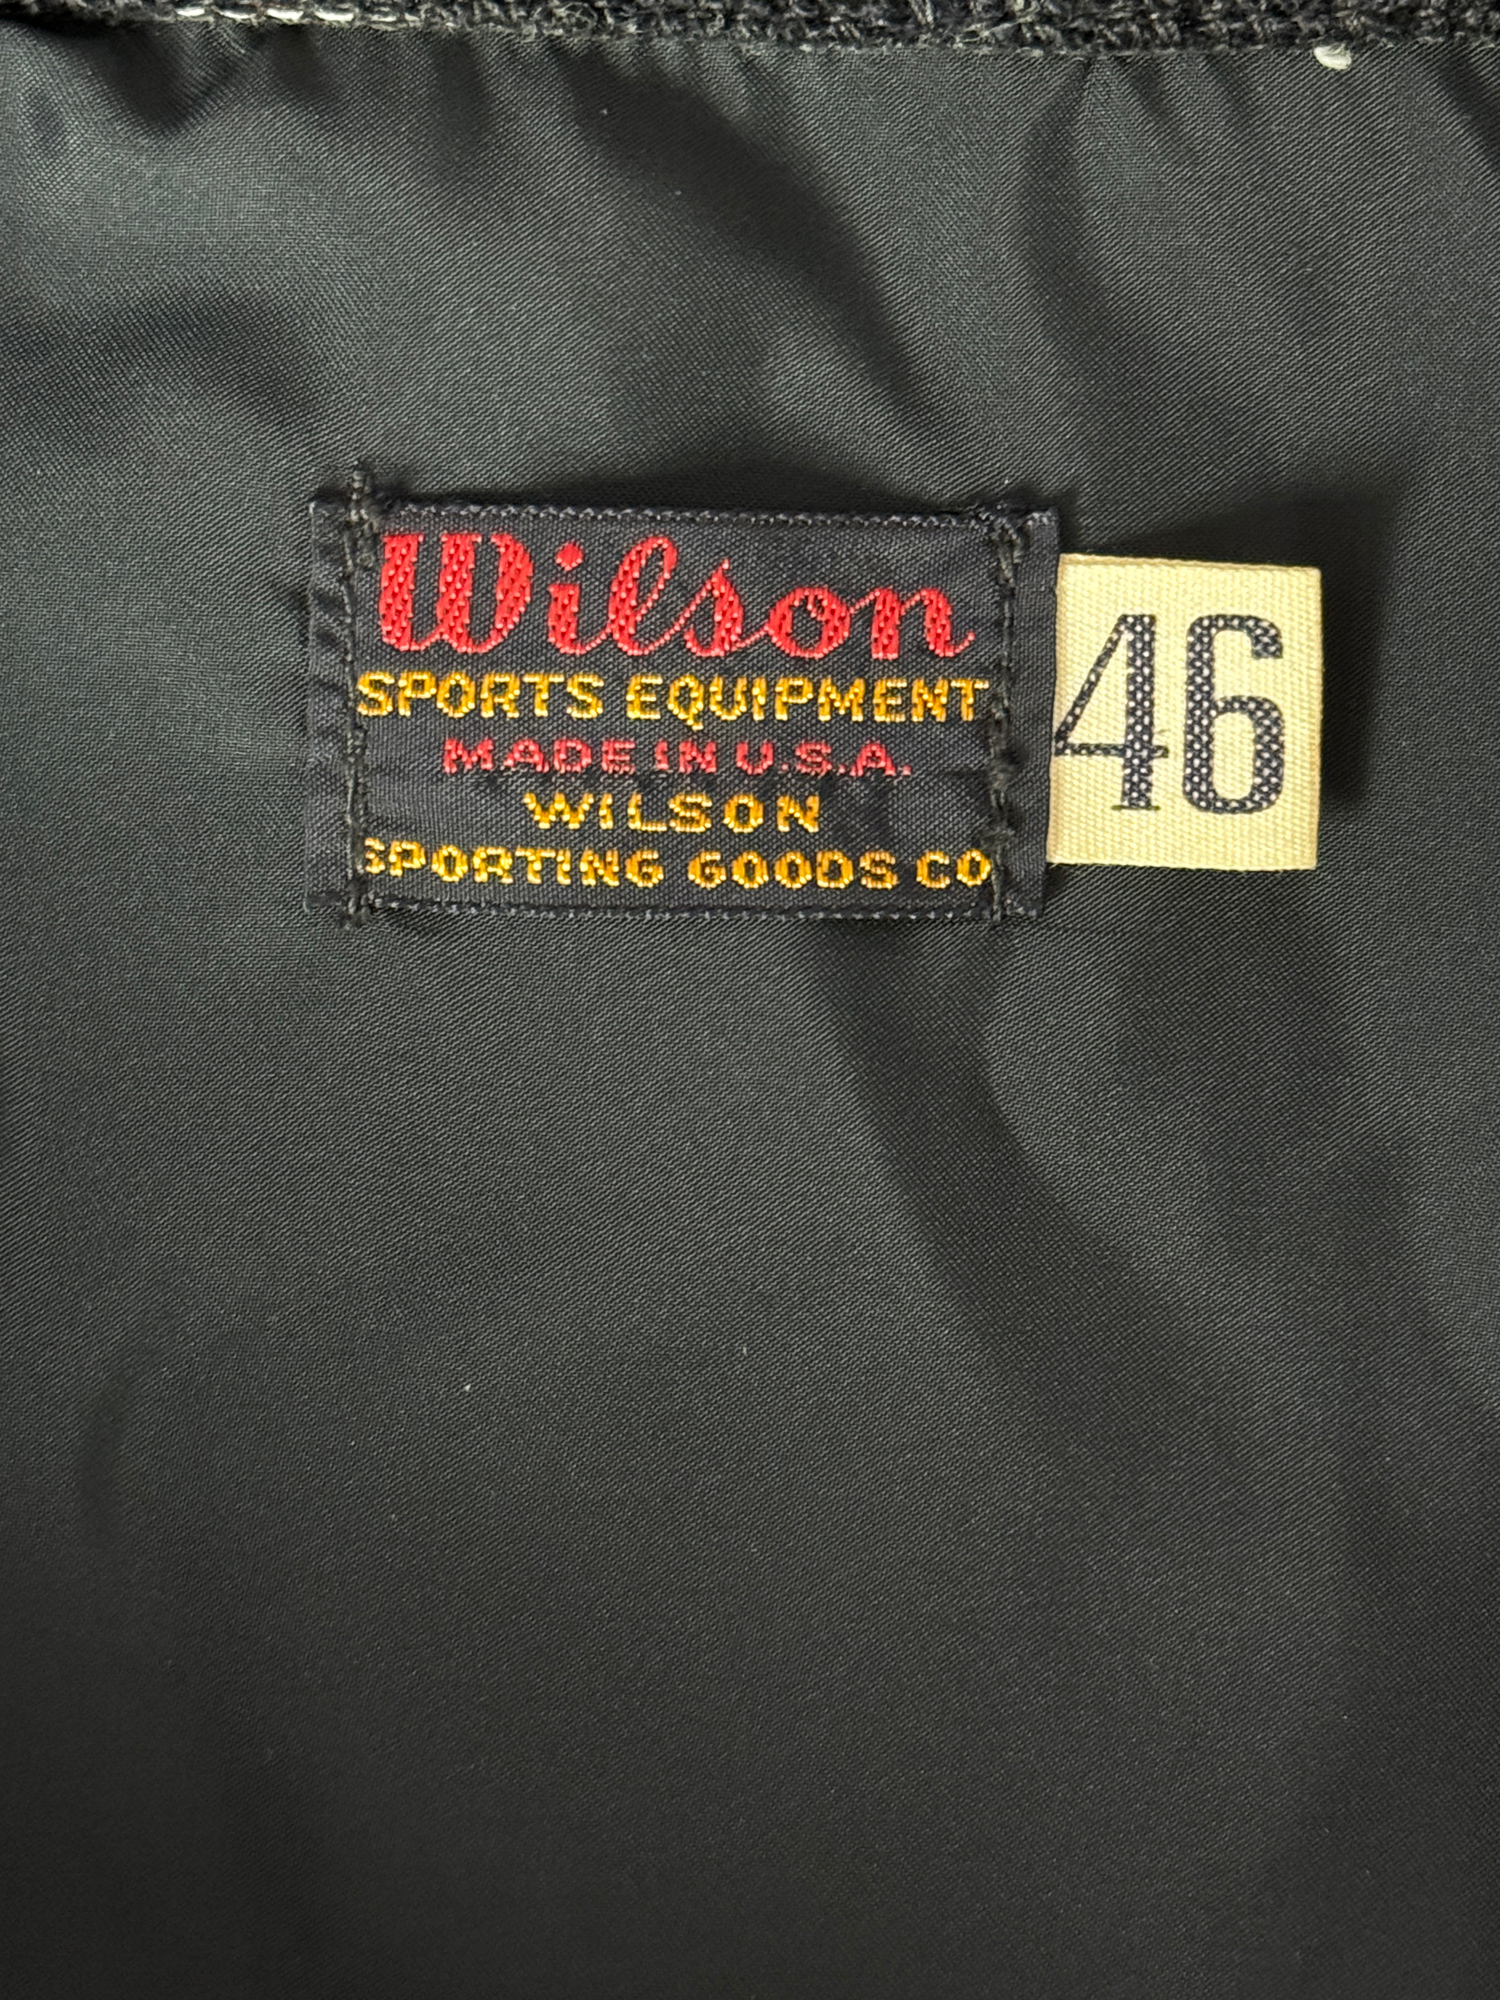 Wilson
SPORTS EQUIPMENT
MADE IN U.S.A.
WILSON
SPORTING GOODS CO
46